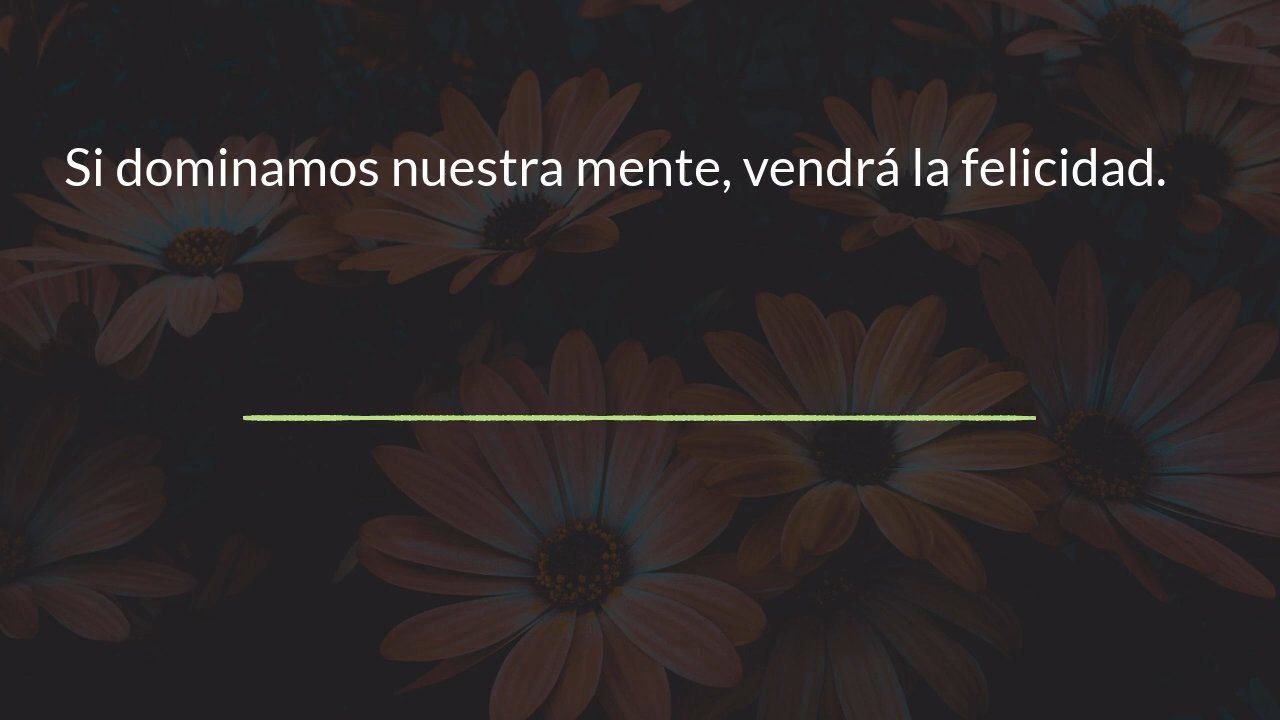 Si dominamos nuestra mente, vendrá la felicidad.